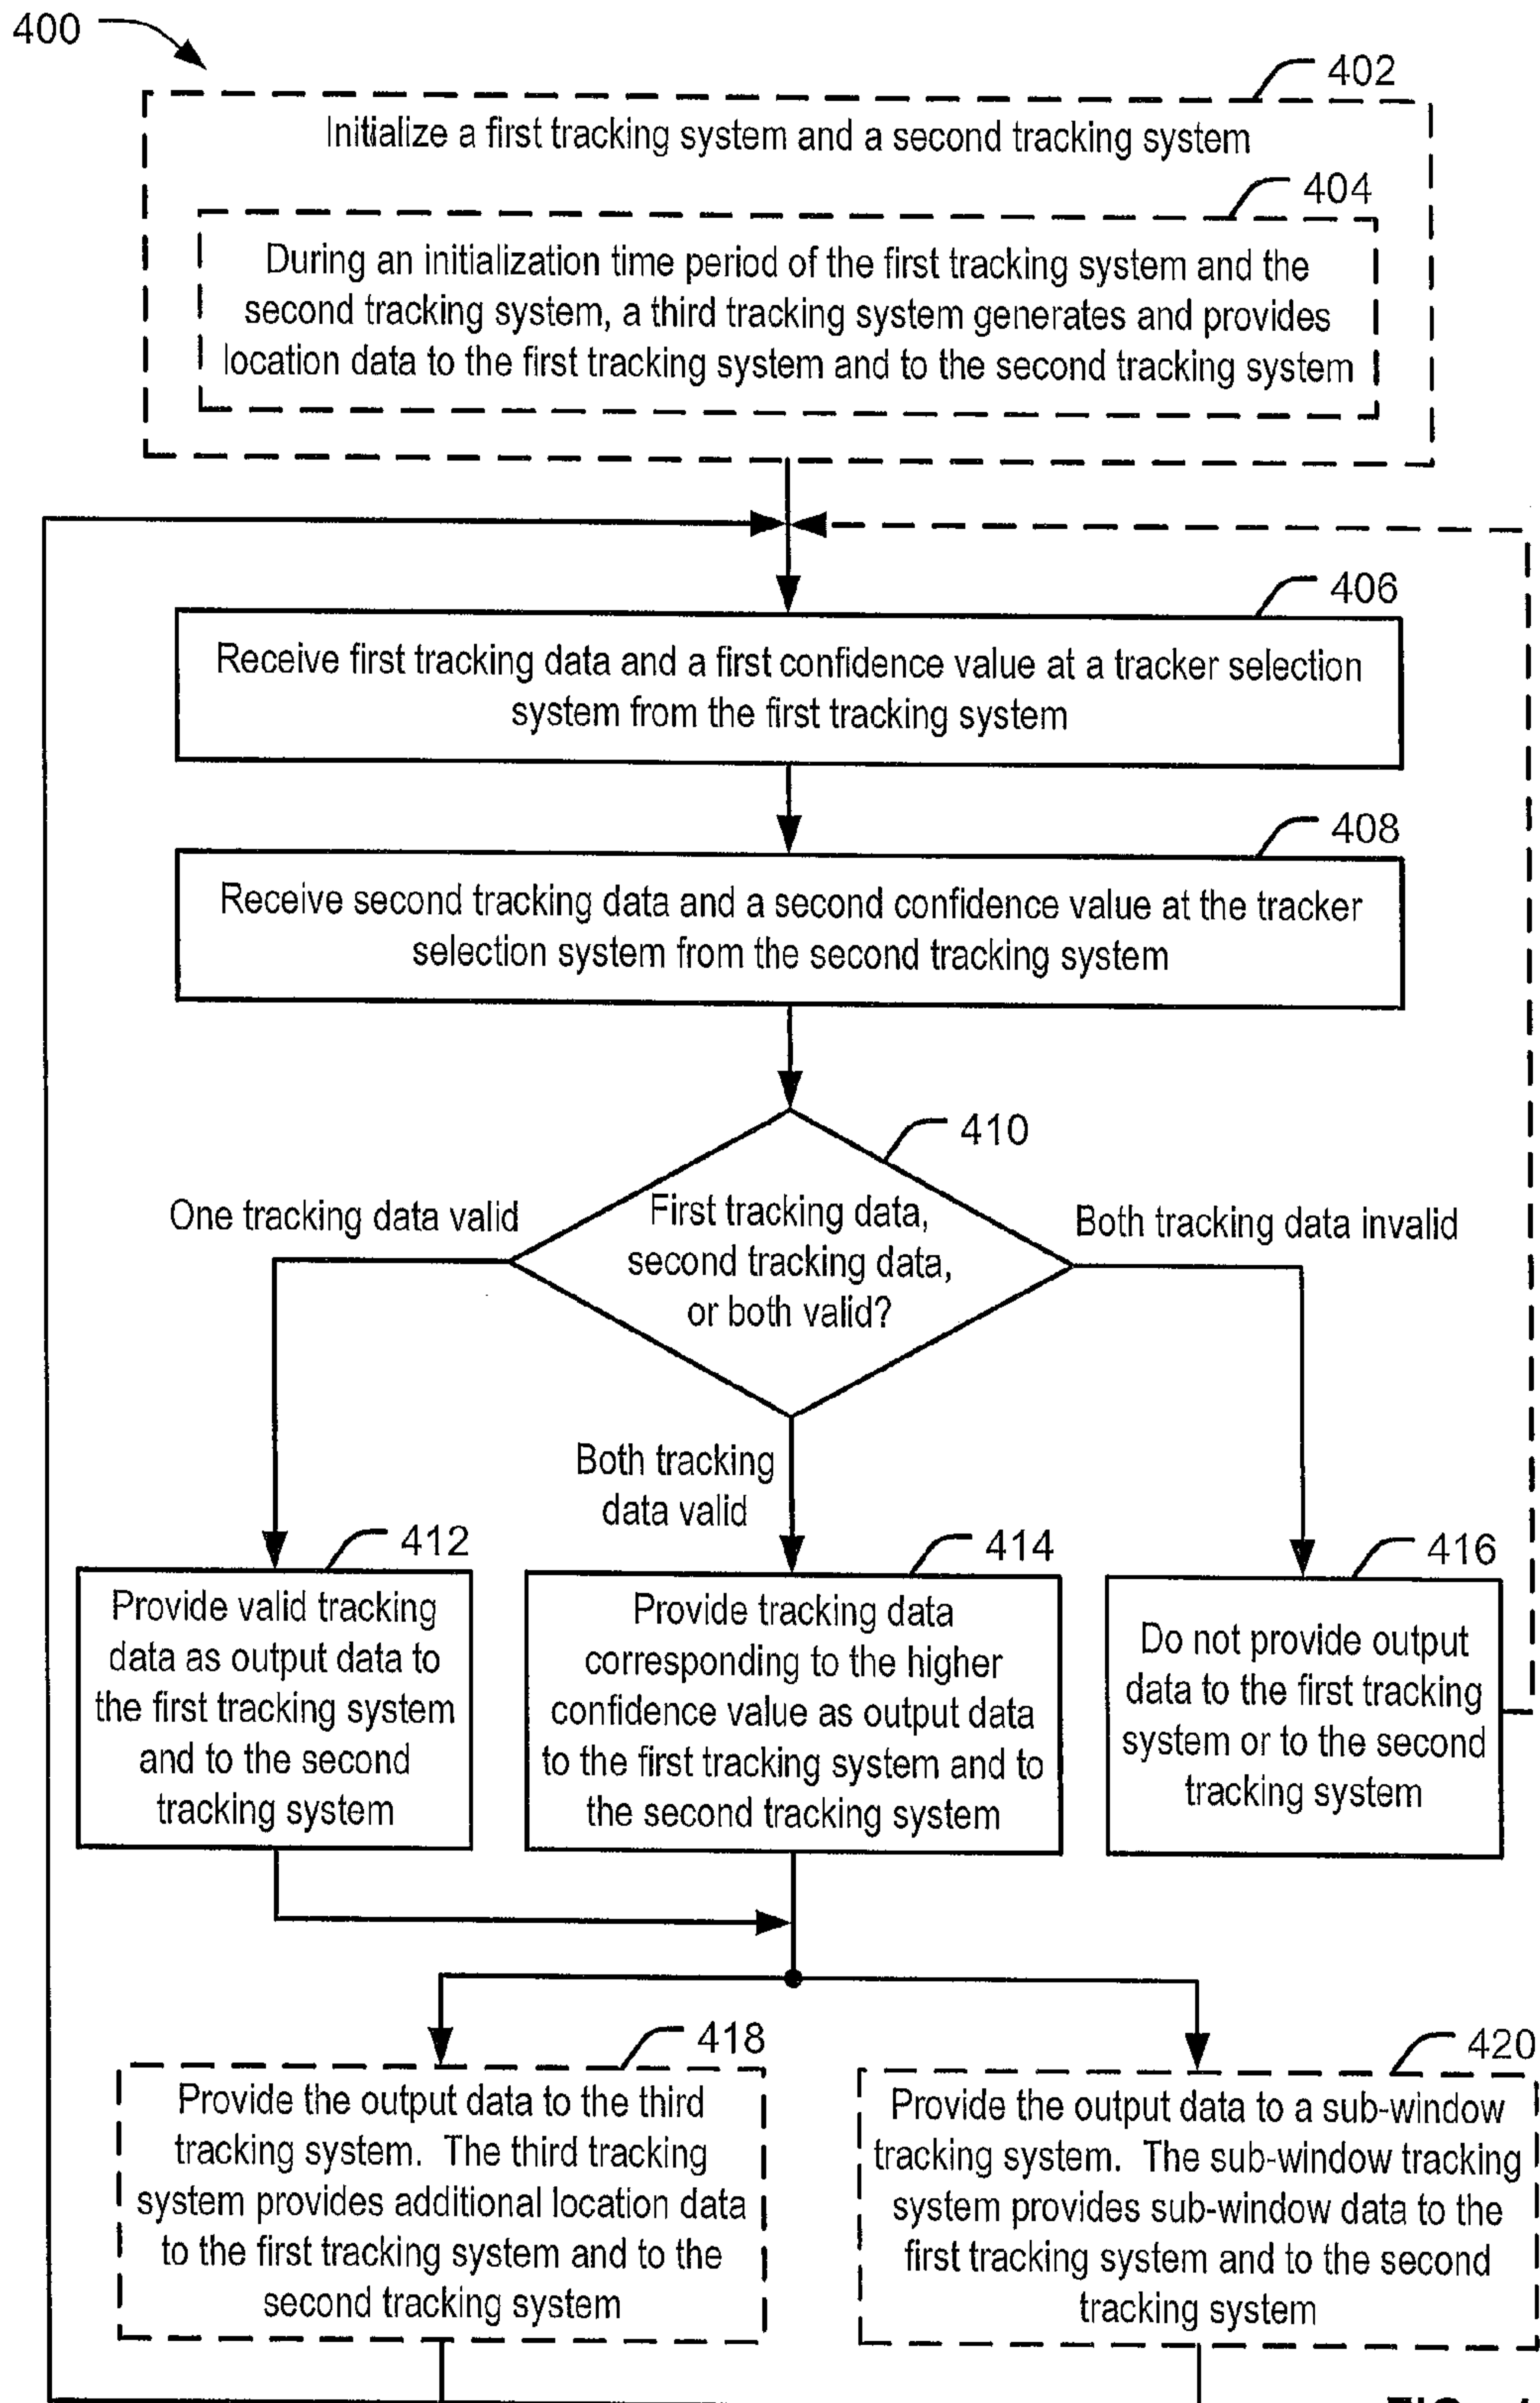 400
402
Initialize a first tracking system and a second tracking system
404
During an initialization time period of the first tracking system and the
second tracking system, a third tracking system generates and provides
location data to the first tracking system and to the second tracking system
406
Receive first tracking data and a first confidence value at a tracker selection
system from the first tracking system
408
Receive second tracking data and a second confidence value at the tracker
selection system from the second tracking system
410
First tracking data,
second tracking data,
or both valid?
One tracking data valid
Both tracking data invalid
Both tracking
data valid
412
Provide valid tracking
data as output data to
the first tracking system
and to the second
tracking system
414
Provide tracking data
corresponding to the higher
confidence value as output data
to the first tracking system and to
the second tracking system
416
Do not provide output
data to the first tracking
system or to the second
tracking system
418
Provide the output data to the third
tracking system. The third tracking
system provides additional location data
to the first tracking system and to the
second tracking system
420
Provide the output data to a sub-window
tracking system. The sub-window tracking
system provides sub-window data to the
first tracking system and to the second
tracking system